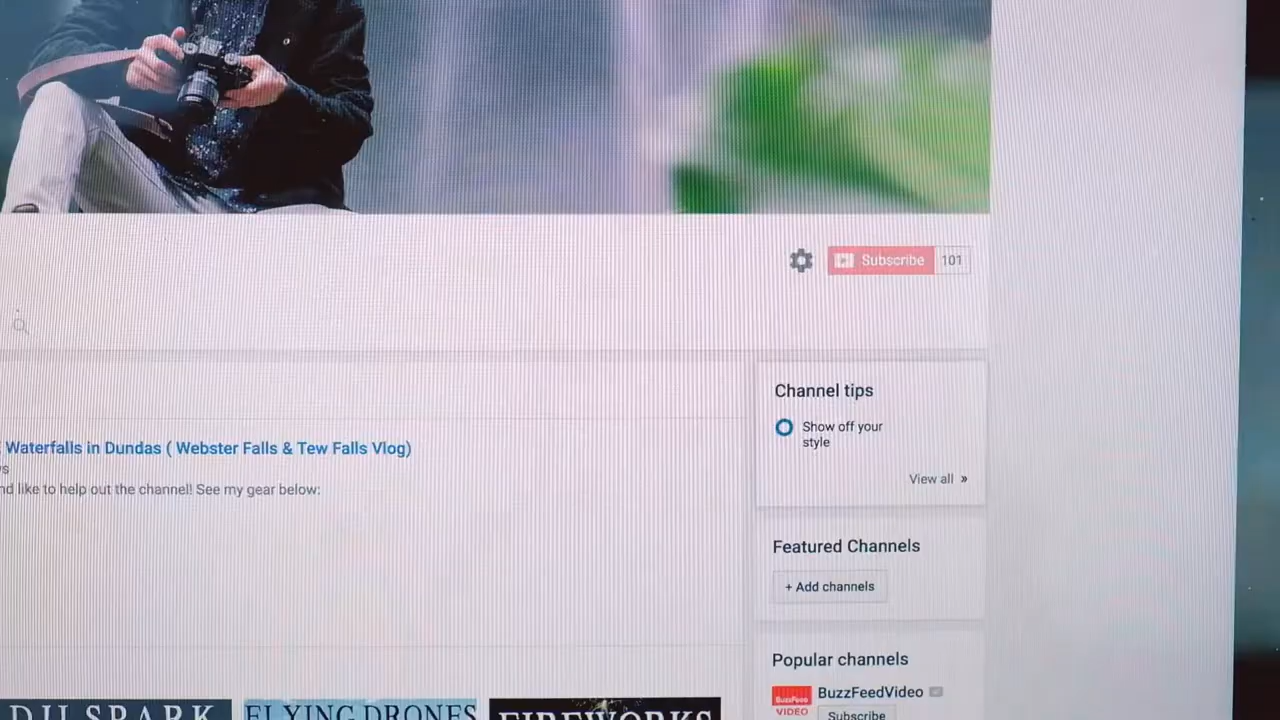 Subscribe 101
Channel tips
Show off your
style
View all »
Waterfalls in Dundas ( Webster Falls & Tew Falls Vlog)
nd like to help out the channel! See my gear below:
Featured Channels
+ Add channels
Popular channels
BuzzFeedVideo
BuzzFeed
VIDEO
Subscribe
DJI SPARK
FLYING DRONES
FIREWORKS